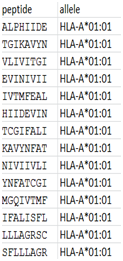 peptide allele
ALPHIIDE HLA-A*01:01
TGIKAVYN HLA-A*01:01
VLIVITGI HLA-A*01:01
EVINIVII HLA-A*01:01
IVTMFEAL HLA-A*01:01
HIIDEVIN HLA-A*01:01
TCGIFALI HLA-A*01:01
KAVYNFAT HLA-A*01:01
NIVIIVLI HLA-A*01:01
YNFATCGI HLA-A*01:01
MGQIVTMF HLA-A*01:01
IFALISFL HLA-A*01:01
LLLAGRSC HLA-A*01:01
SFLLLAGR HLA-A*01:01